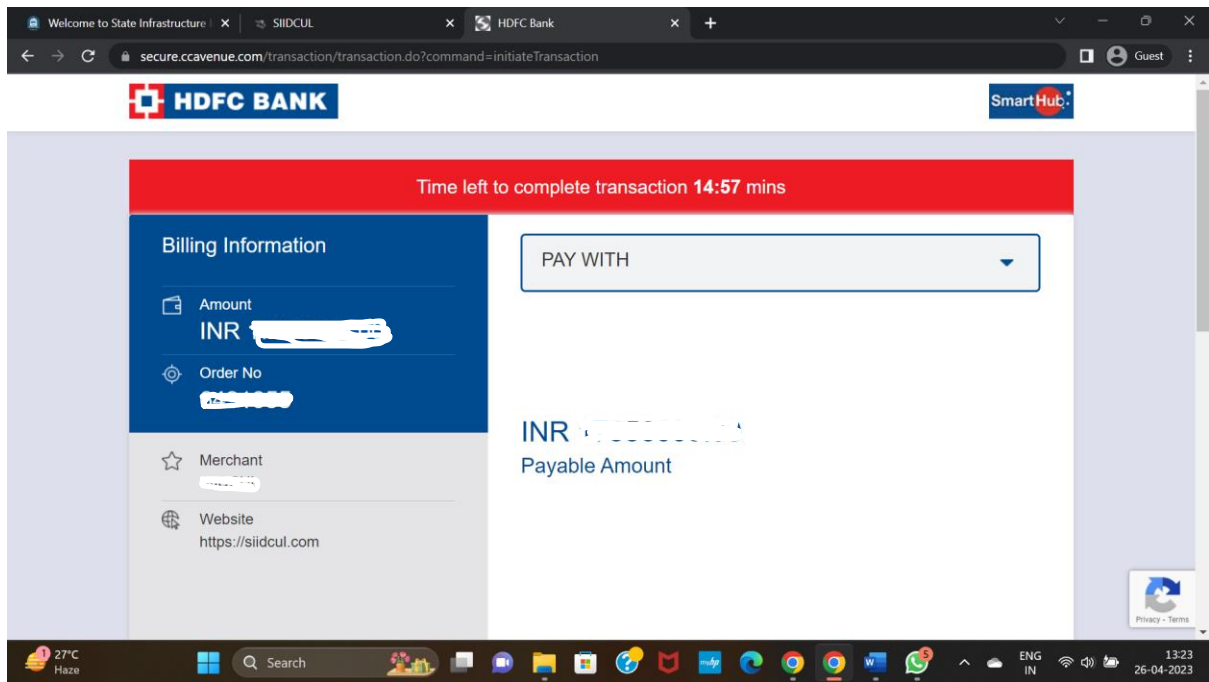 Welcome to State Infrastructure
SIIDCUL
HDFC Bank
secure.ccavenue.com/transaction/transaction.do?command=initiateTransaction
Guest
HDFC BANK
SmartHub
Time left to complete transaction 14:57 mins
Billing Information
PAY WITH
Amount
INR
Order No
INR
Payable Amount
Merchant
Website
https://siidcul.com
Privacy - Terms
1
27°C
Haze
Search
5
ENG
IN
13:23
26-04-2023